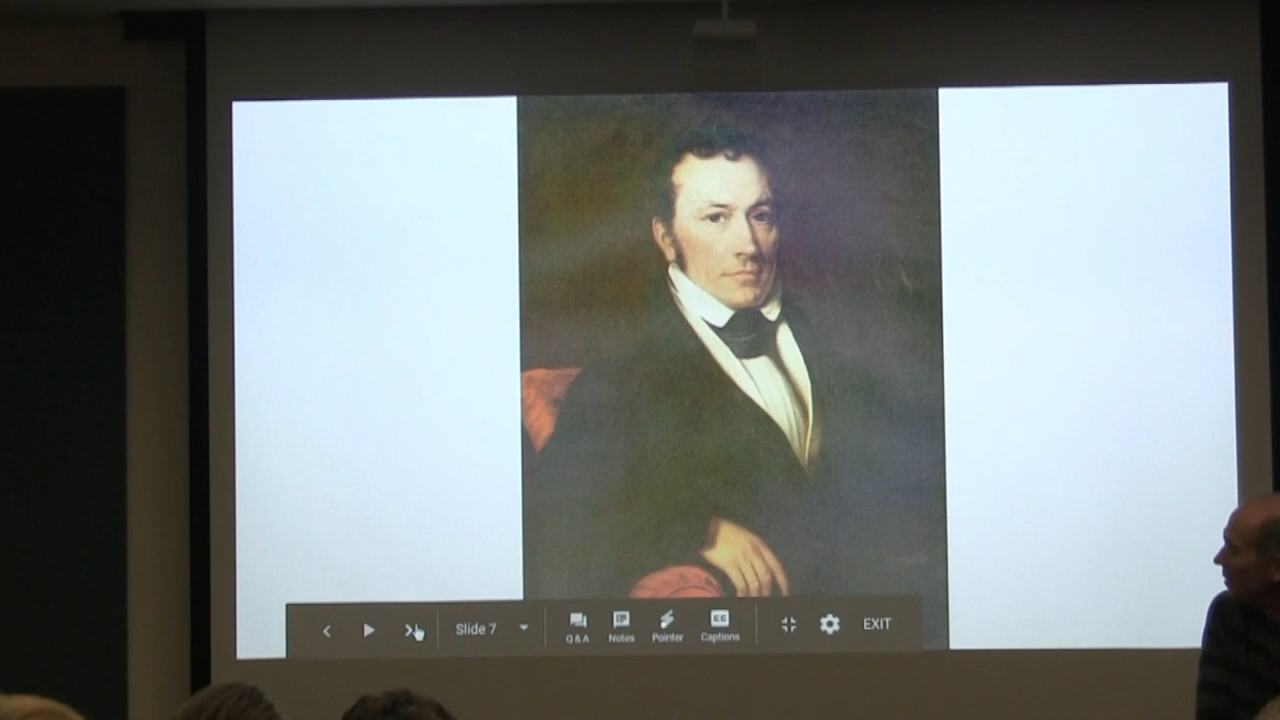 Slide 7
Q & A
Notes
Pointer
Captions
EXIT